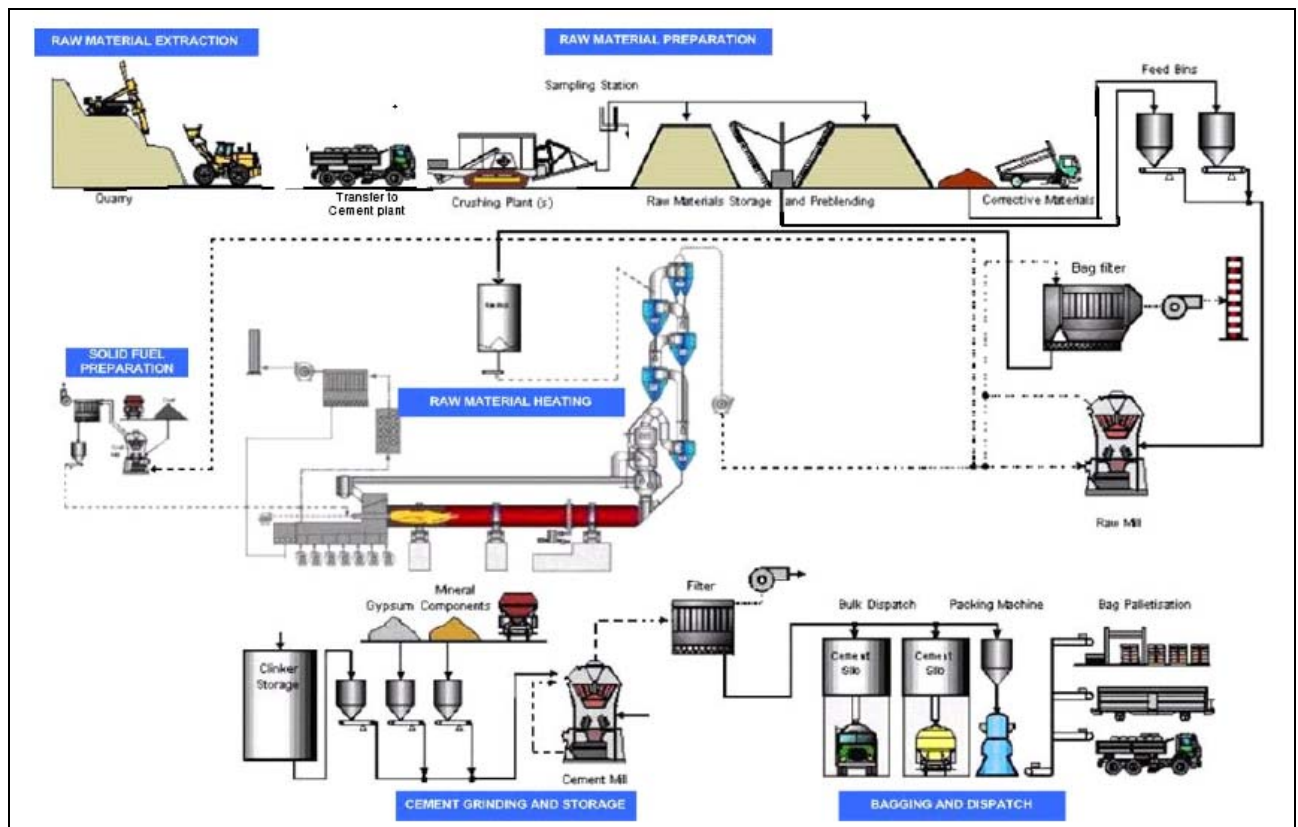 RAW MATERIAL EXTRACTION
RAW MATERIAL PREPARATION
Feed Bins
Sampling Station
Quarry
Transfer to
Cement plant
Crushing Plant (s)
Raw Materials Storage and Preblending
Corrective Materials
Bag filter
SOLID FUEL
PREPARATION
RAW MATERIAL HEATING
Raw Mill
Mineral
Gypsum Components
Filter
Bulk Dispatch
Packing Machine
Bag Palletisation
Clinker
Storage
Cement
Silo
Cement
Silo
Cement Mill
CEMENT GRINDING AND STORAGE
BAGGING AND DISPATCH